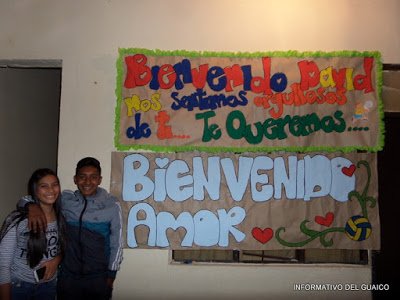 Bienvenido David
Nos sentimos orgullosos
de ti.... Te Queremos....
BIENVENIDO
AMOR
INFORMATIVO DEL GUAICO